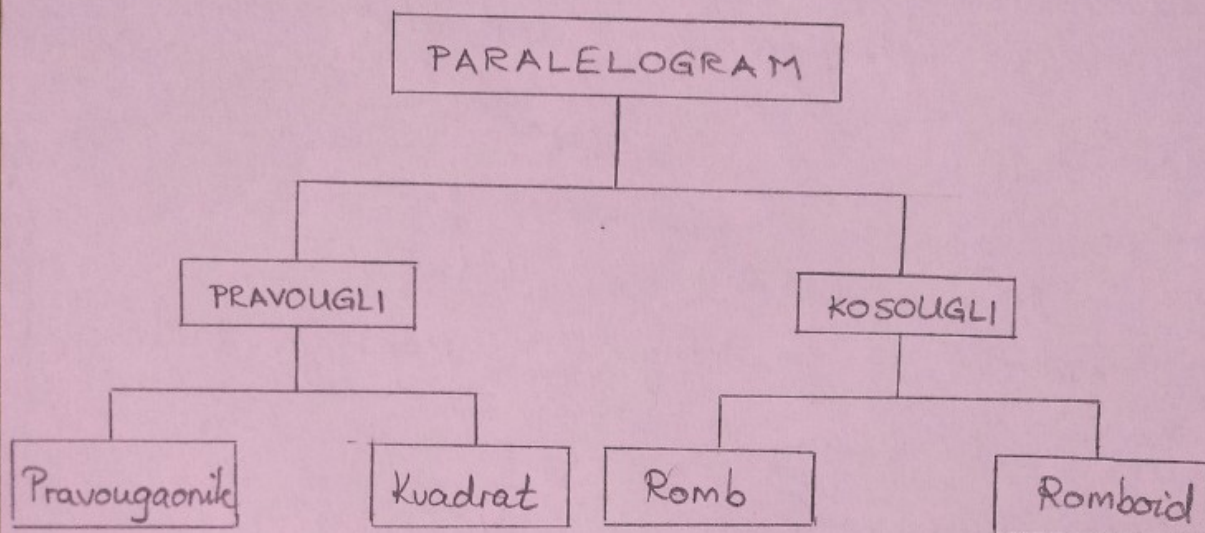 PARALELOGRAM
PRAVOUGLI
KOSOUGLI
Pravougaonik
Kvadrat
Romb
Romboid